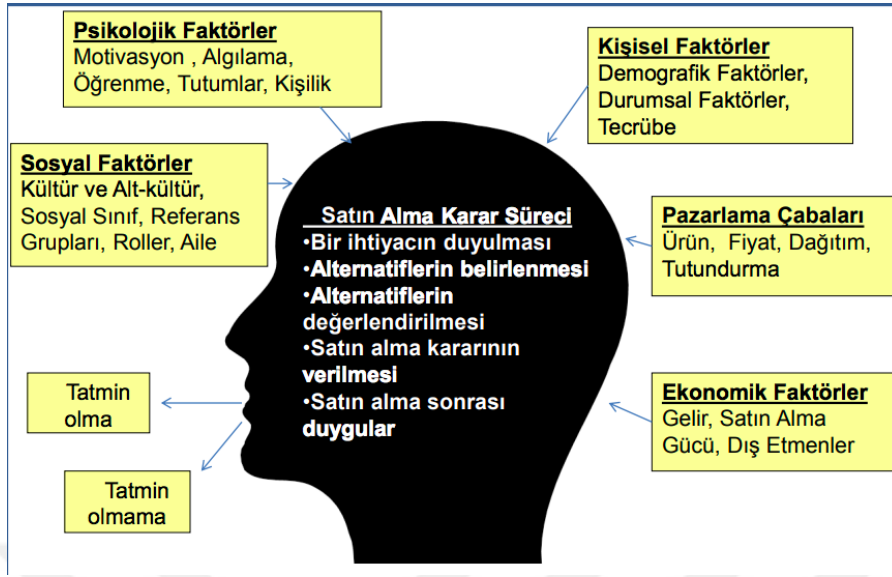 Psikolojik Faktörler
Motivasyon , Algılama,
Öğrenme, Tutumlar, Kişilik
Kişisel Faktörler
Demografik Faktörler,
Durumsal Faktörler,
Tecrübe
Sosyal Faktörler
Kültür ve Alt-kültür,
Sosyal Sınıf, Referans
Grupları, Roller, Aile
Satın Alma Karar Süreci
•Bir ihtiyacın duyulması
•Alternatiflerin belirlenmesi
•Alternatiflerin
değerlendirilmesi
•Satın alma kararının
verilmesi
•Satın alma sonrası
duygular
Pazarlama Çabaları
Ürün, Fiyat, Dağıtım,
Tutundurma
Ekonomik Faktörler
Gelir, Satın Alma
Gücü, Dış Etmenler
Tatmin
olma
Tatmin
olmama